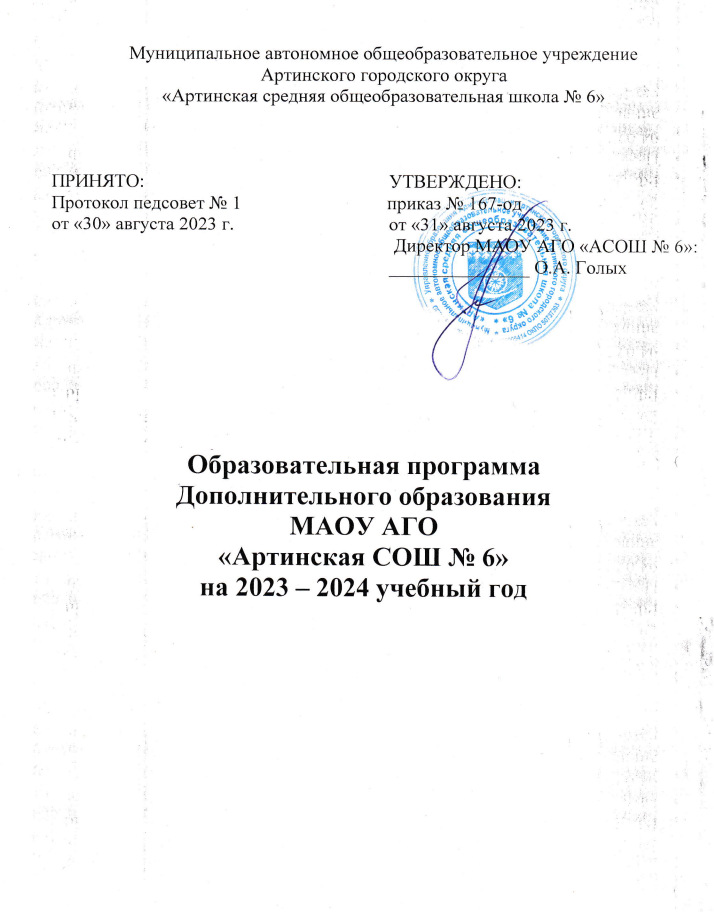 Муниципальное автономное общеобразовательное учреждение
Артинского городского округа
«Артинская средняя общеобразовательная школа № 6»
ПРИНЯТО:
Протокол педсовет № 1
от «30» августа 2023 г.
УТВЕРЖДЕНО:
приказ № 167-од
от «31» августа 2023 г.
Директор МАОУ АГО «АСОШ № 6»:
О.А. Голых
Образовательная программа
Дополнительного образования
МАОУ АГО
«Артинская СОШ № 6»
на 2023 – 2024 учебный год